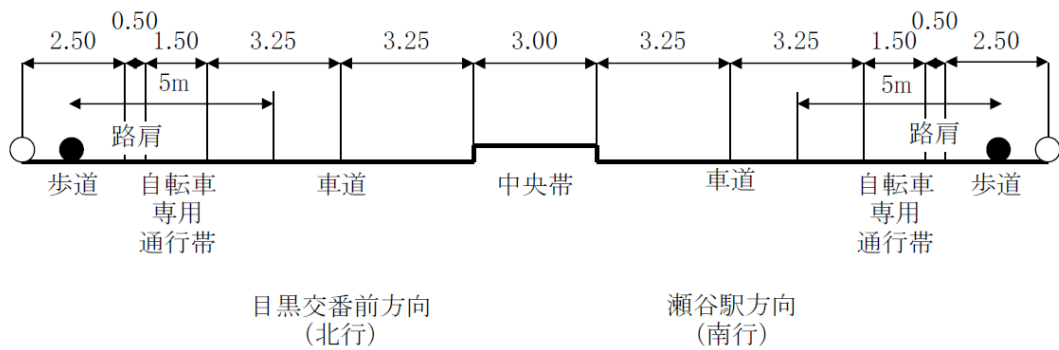 0.50
0.50
2.50 1.50 3.25 3.25 3.00 3.25 3.25 1.50 2.50
5m 5m
路肩 路肩
歩道 自転車専用通行帯 車道 中央帯 車道 自転車専用通行帯 歩道
目黒交番前方向 瀬谷駅方向
(北行) (南行)